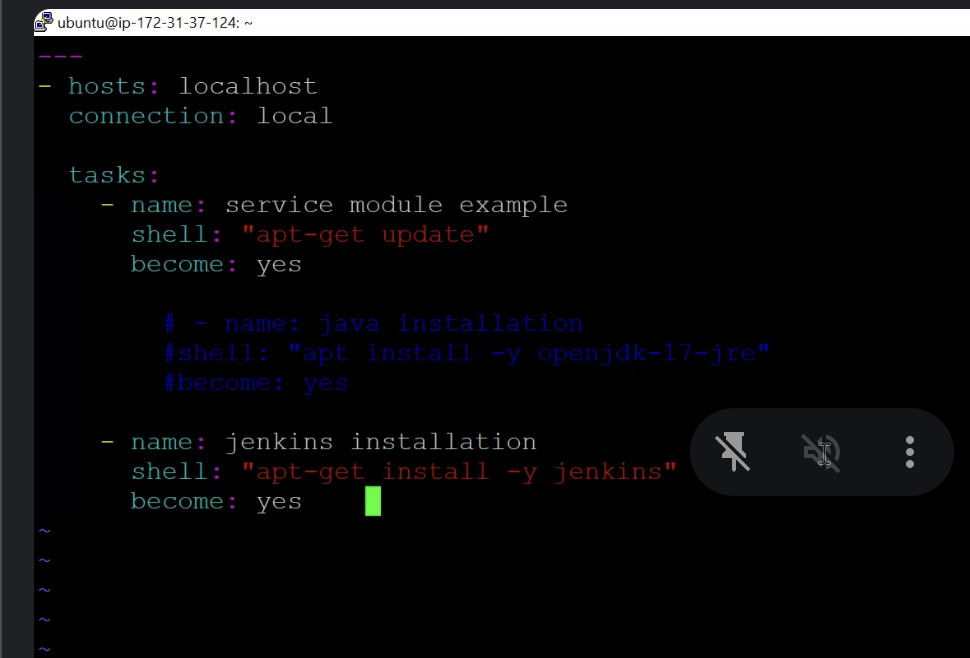 ubuntu@ip-172-31-37-124: ~
---
- hosts: localhost
  connection: local

  tasks:
    - name: service module example
      shell: "apt-get update"
      become: yes

        # - name: java installation
        #shell: "apt install -y openjdk-17-jre"
        #become: yes

    - name: jenkins installation
      shell: "apt-get install -y jenkins"
      become: yes
~
~
~
~
~